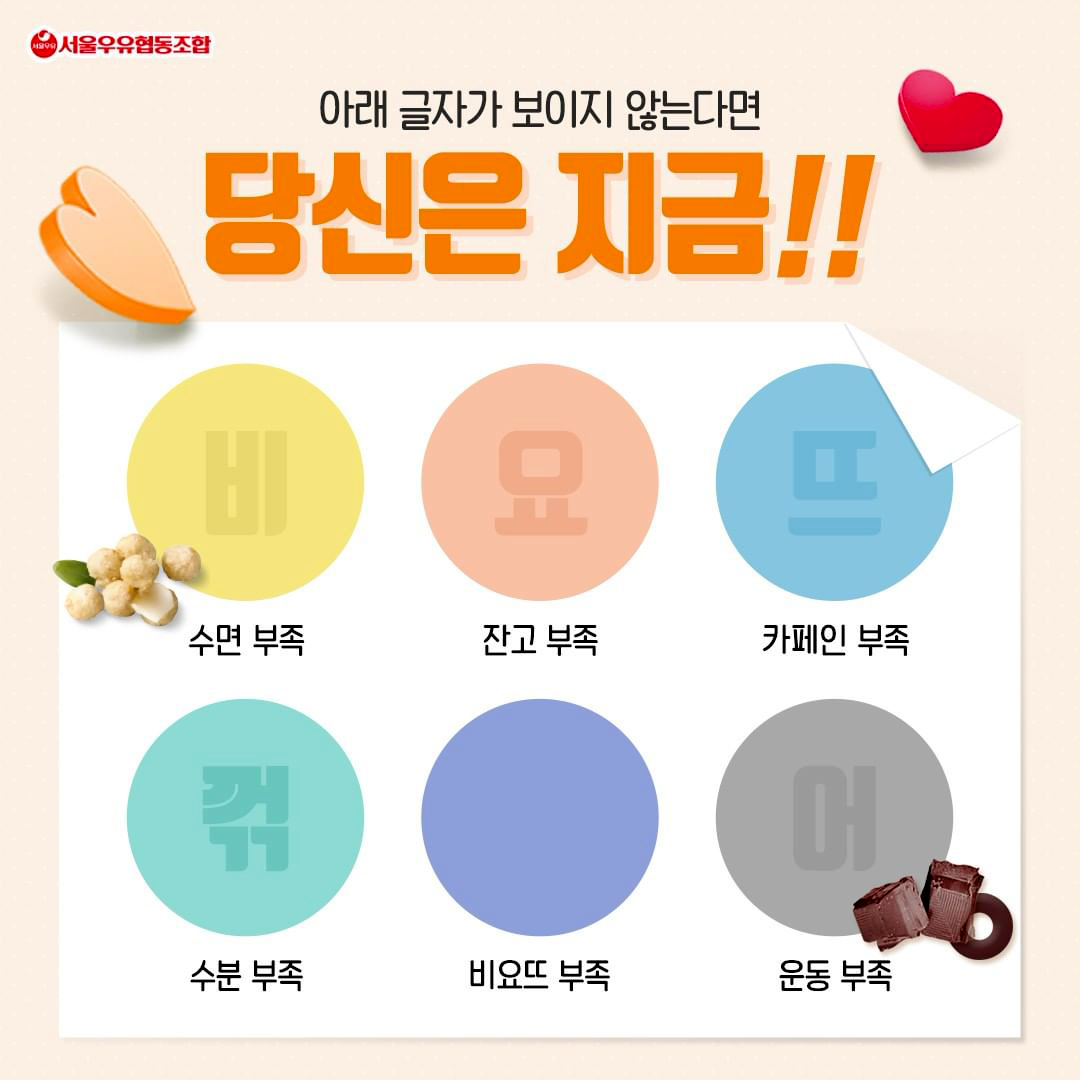 서울우유 서울우유협동조합
아래 글자가 보이지 않는다면
당신은 지금!!
비 요 뜨
수면 부족 잔고 부족 카페인 부족
꺾 어
수분 부족 비요뜨 부족 운동 부족